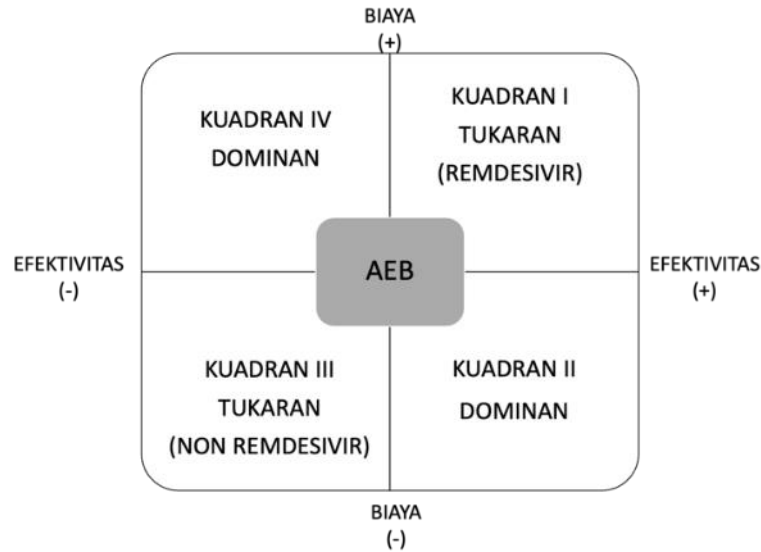 BIAYA
(+)
KUADRAN IV
DOMINAN
KUADRAN I
TUKARAN
(REMDESIVIR)
EFEKTIVITAS
(-)
AEB
EFEKTIVITAS
(+)
KUADRAN III
TUKARAN
(NON REMDESIVIR)
KUADRAN II
DOMINAN
BIAYA
(-)